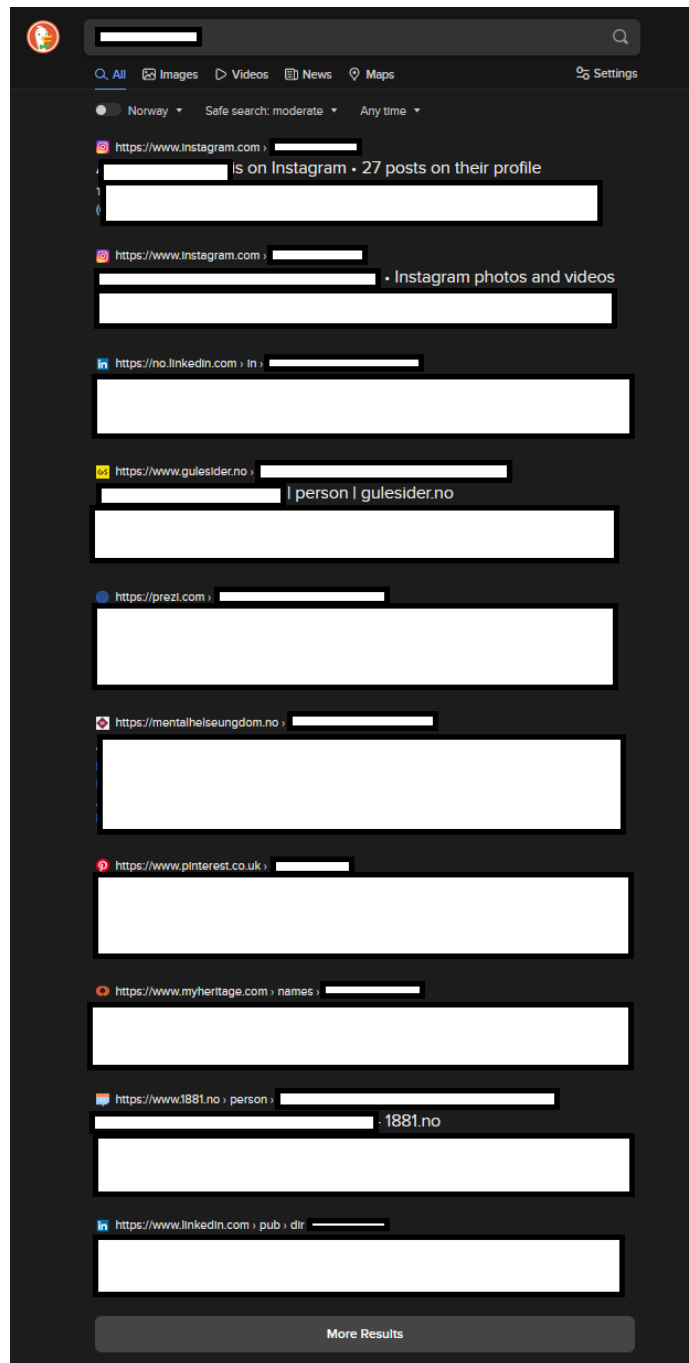 All Images Videos News Maps Settings
Norway Safe search: moderate Any time
https://www.instagram.com ›
is on Instagram • 27 posts on their profile
https://www.instagram.com ›
• Instagram photos and videos
in https://no.linkedin.com › in ›
GS https://www.gulesider.no ›
| person | gulesider.no
https://prezi.com ›
https://mentalhelseungdom.no ›
https://www.pinterest.co.uk ›
https://www.myheritage.com › names ›
https://www.1881.no › person ›
- 1881.no
in https://www.linkedin.com › pub › dir
More Results